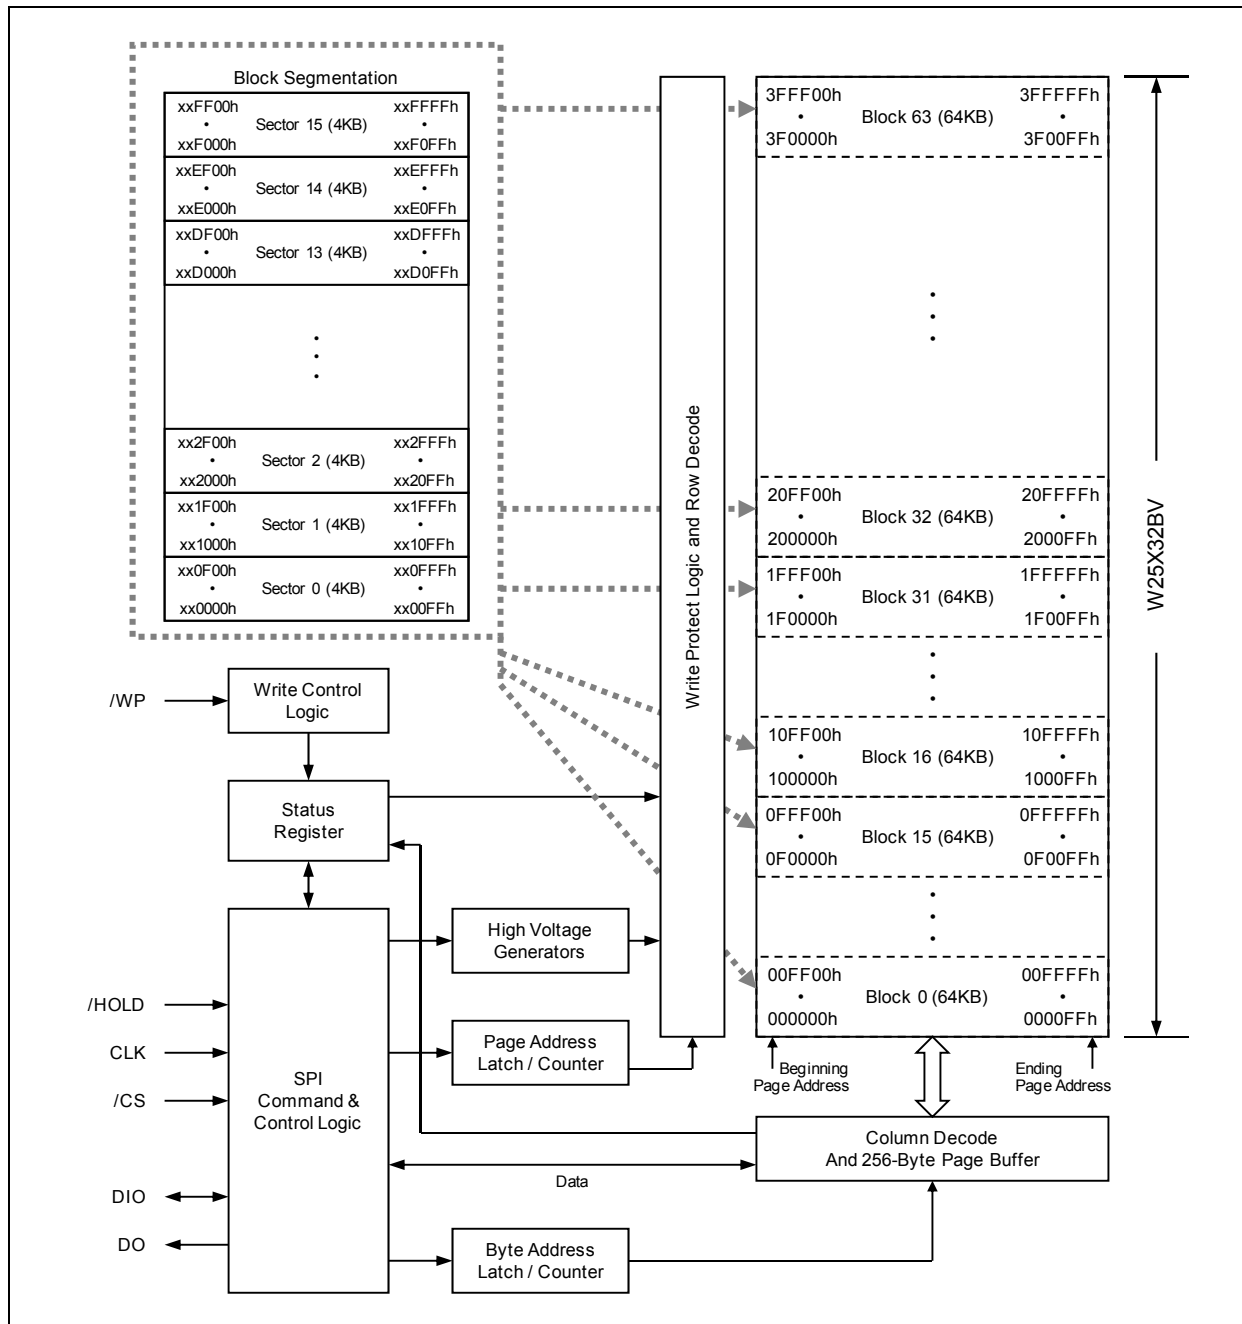 Block Segmentation
xxFF00h xxFFFFh
• Sector 15 (4KB) •
xxF000h xxF0FFh
xxEF00h xxEFFFh
• Sector 14 (4KB) •
xxE000h xxE0FFh
xxDF00h xxDFFFh
• Sector 13 (4KB) •
xxD000h xxD0FFh
xx2F00h xx2FFFh
• Sector 2 (4KB) •
xx2000h xx20FFh
xx1F00h xx1FFFh
• Sector 1 (4KB) •
xx1000h xx10FFh
xx0F00h xx0FFFh
• Sector 0 (4KB) •
xx0000h xx00FFh
Write Protect Logic and Row Decode
3FFF00h 3FFFFFh
• Block 63 (64KB) •
3F0000h 3F00FFh
20FF00h 20FFFFh
• Block 32 (64KB) •
200000h 2000FFh
1FFF00h 1FFFFFh
• Block 31 (64KB) •
1F0000h 1F00FFh
10FF00h 10FFFFh
• Block 16 (64KB) •
100000h 1000FFh
0FFF00h 0FFFFFh
• Block 15 (64KB) •
0F0000h 0F00FFh
00FF00h 00FFFFh
• Block 0 (64KB) •
000000h 0000FFh
W25X32BV
Beginning
Page Address
Ending
Page Address
/WP
Write Control
Logic
Status
Register
High Voltage
Generators
/HOLD
CLK
/CS
DIO
DO
SPI
Command &
Control Logic
Page Address
Latch / Counter
Column Decode
And 256-Byte Page Buffer
Data
Byte Address
Latch / Counter